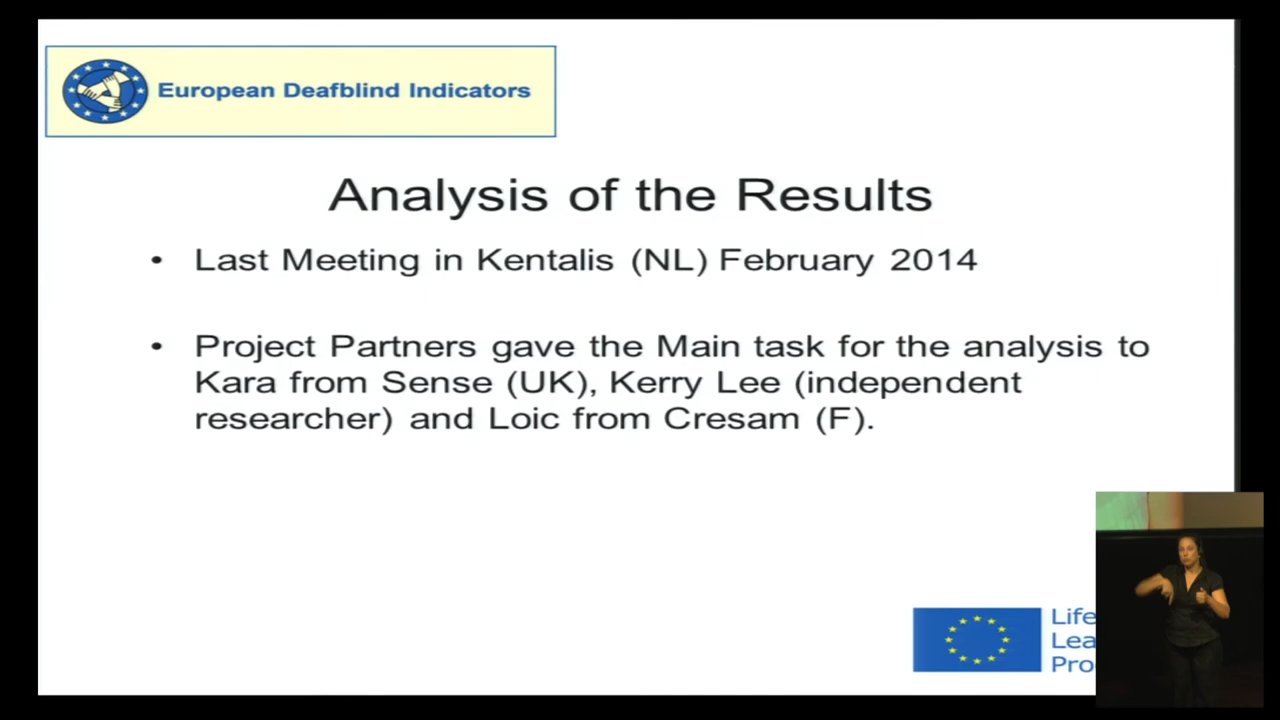 European Deafblind Indicators
Analysis of the Results
• Last Meeting in Kentalis (NL) February 2014
• Project Partners gave the Main task for the analysis to
Kara from Sense (UK), Kerry Lee (independent
researcher) and Loic from Cresam (F).
Life
Lea
Pro